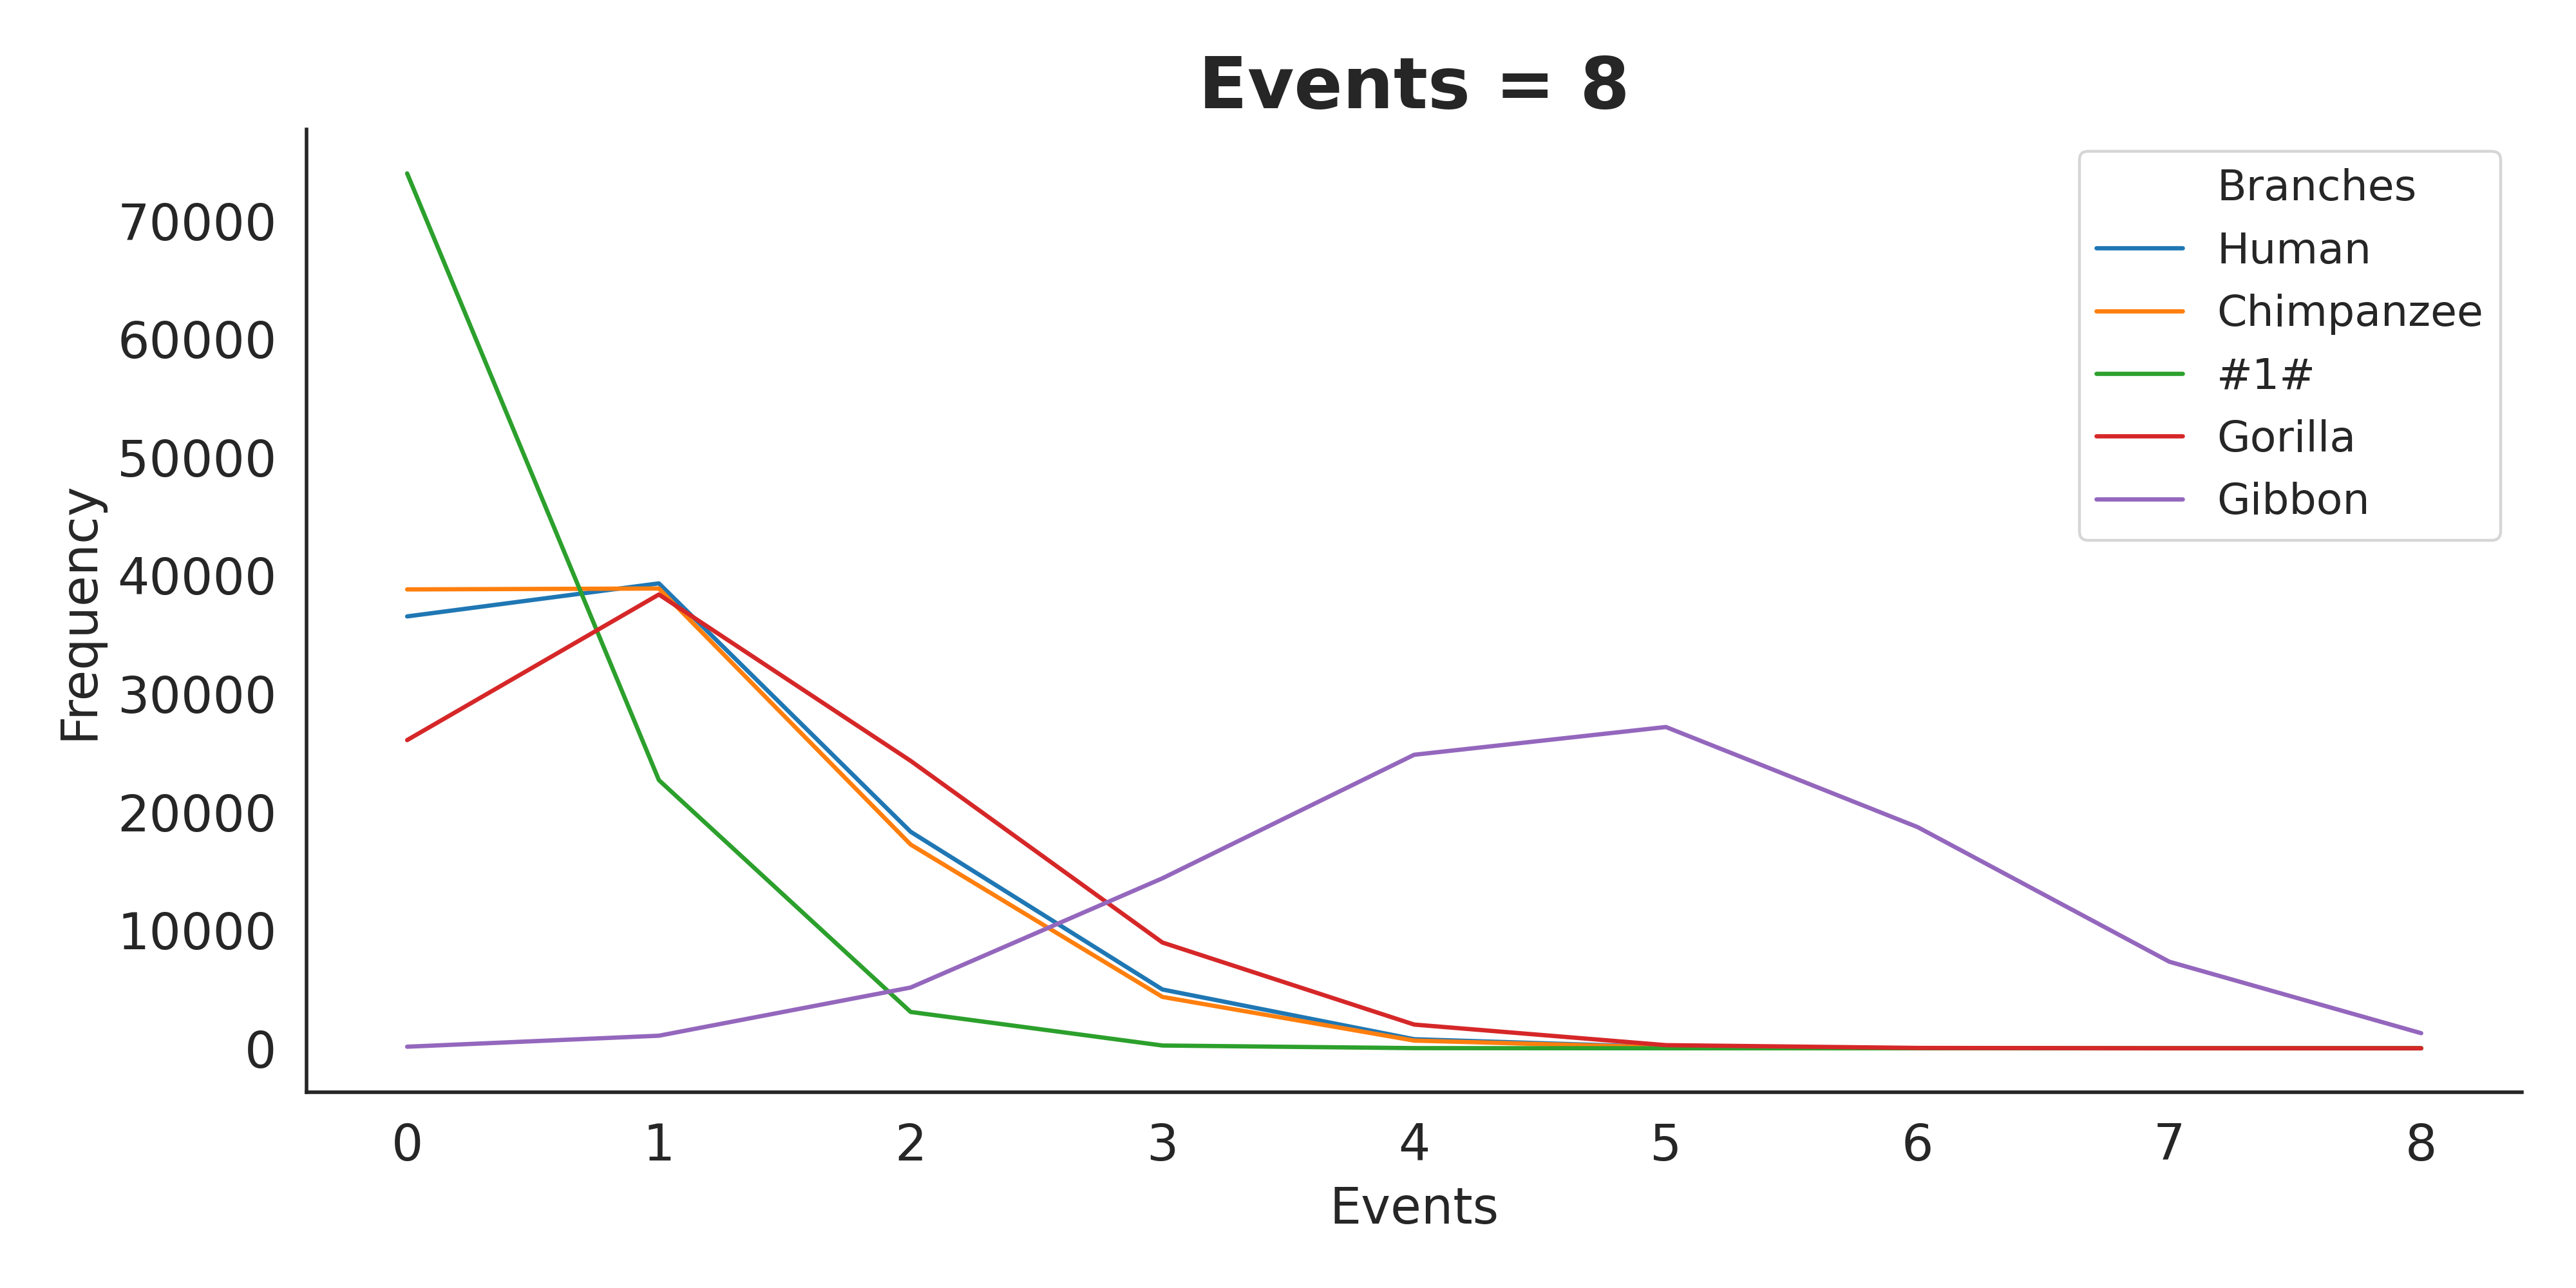 Events = 8
Branches
Human
Chimpanzee
#1#
Gorilla
Gibbon
Frequency
70000
60000
50000
40000
30000
20000
10000
0
0 1 2 3 4 5 6 7 8
Events